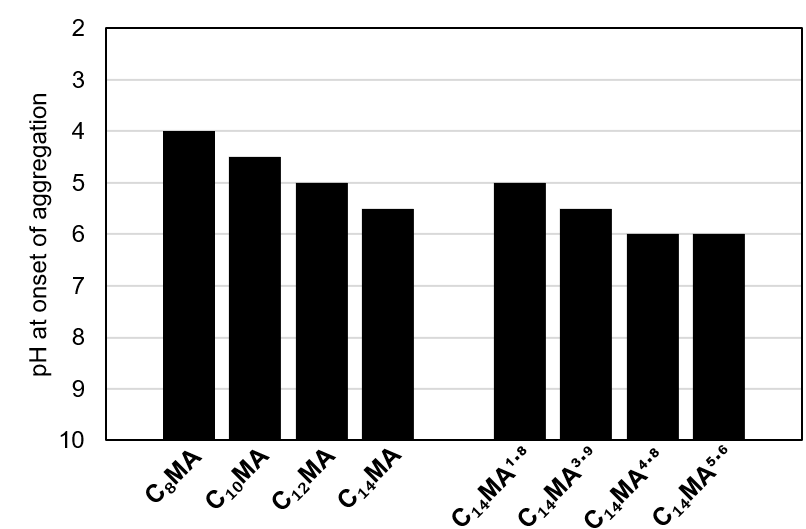 pH at onset of aggregation
2
3
4
5
6
7
8
9
10
C₈MA
C₁₀MA
C₁₂MA
C₁₄MA
C₁₄MA¹·⁸
C₁₄MA³·⁹
C₁₄MA⁴·⁸
C₁₄MA⁵·⁶